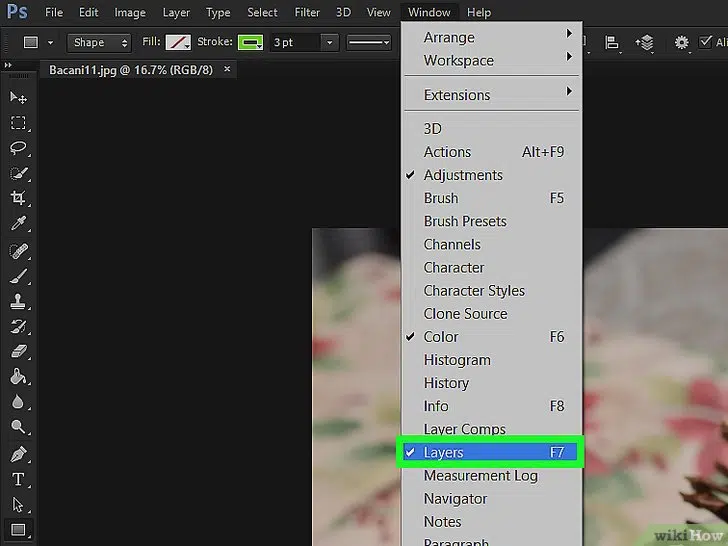 Ps File Edit Image Layer Type Select Filter 3D View Window Help
Shape Fill: Stroke: 3 pt
Bacani11.jpg @ 16.7% (RGB/8) ×
Arrange
Workspace
Extensions
3D
Actions Alt+F9
Adjustments
Brush F5
Brush Presets
Channels
Character
Character Styles
Clone Source
Color F6
Histogram
History
Info F8
Layer Comps
Layers F7
Measurement Log
Navigator
Notes
Paragraph
T
wikiHow